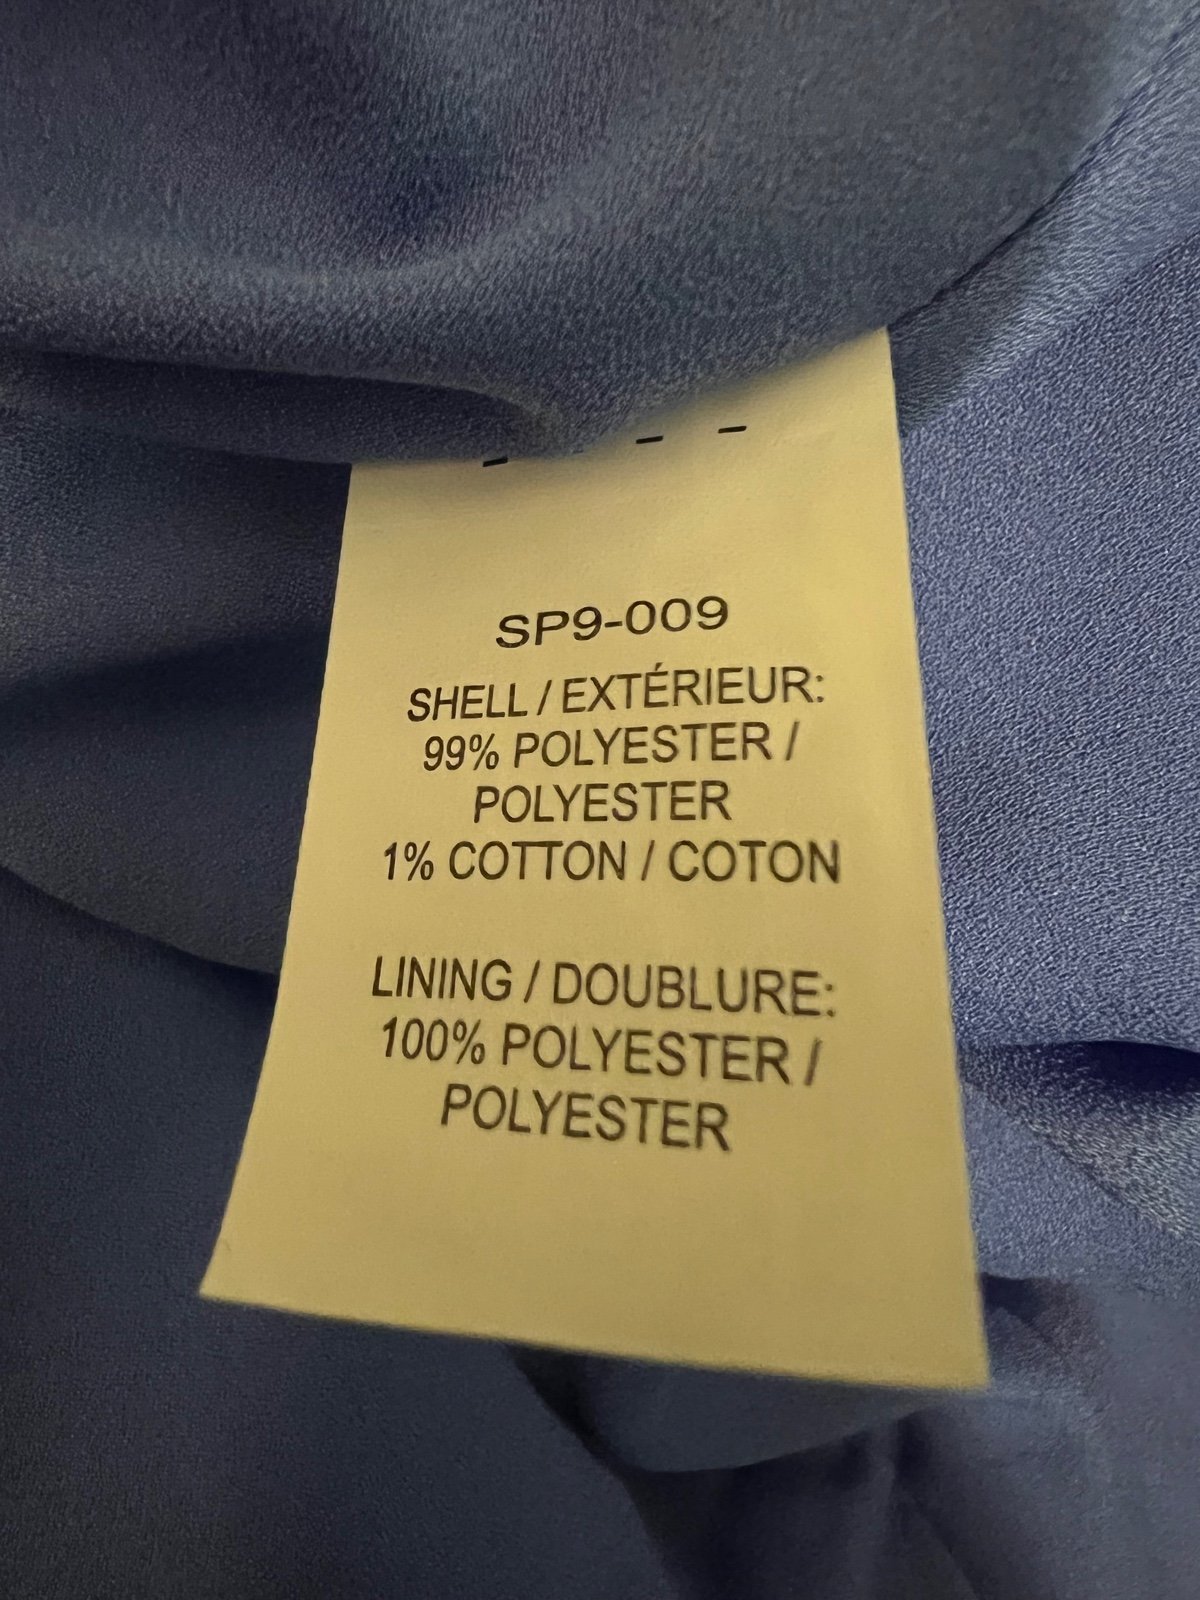 SP9-009
SHELL / EXTÉRIEUR:
99% POLYESTER /
POLYESTER
1% COTTON / COTON
LINING / DOUBLURE:
100% POLYESTER /
POLYESTER